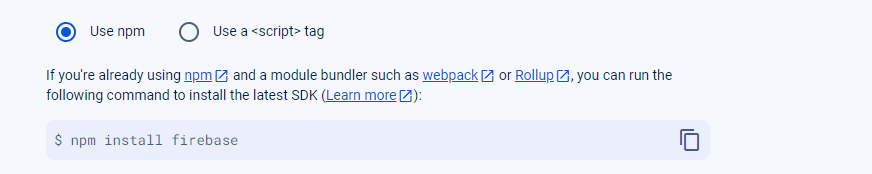 Use npm Use a <script> tag
If you're already using npm and a module bundler such as webpack or Rollup, you can run the
following command to install the latest SDK (Learn more):
$ npm install firebase